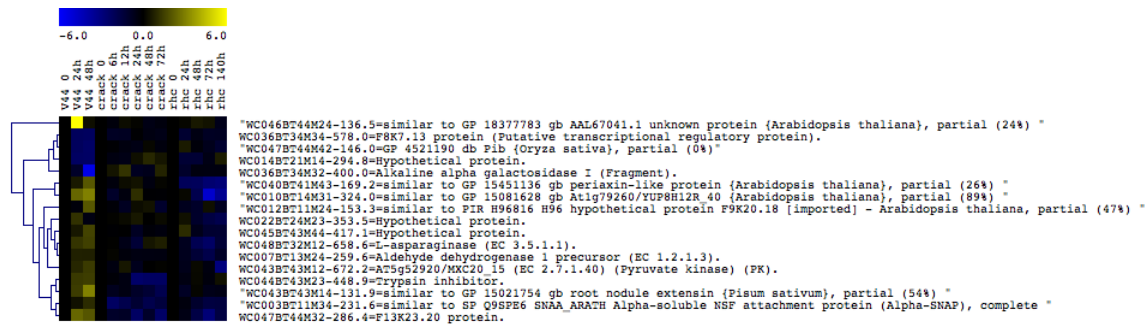 -6.0 0.0 6.0
V44 0
V44 24h
V44 48h
crack 0
crack 6h
crack 12h
crack 24h
crack 48h
crack 72h
rhc 0
rhc 24h
rhc 48h
rhc 72h
rhc 140h
"WC046BT44M24-136.5=similar to GP 18377783 gb AAL67041.1 unknown protein {Arabidopsis thaliana}, partial (24%) "
WC036BT34M34-578.0=F8K7.13 protein (Putative transcriptional regulatory protein).
"WC047BT44M42-146.0=GP 4521190 db Pib {Oryza sativa}, partial (0%)"
WC014BT21M14-294.8=Hypothetical protein.
WC036BT34M32-400.0=Alkaline alpha galactosidase I (Fragment).
"WC040BT41M43-169.2=similar to GP 15451136 gb periaxin-like protein {Arabidopsis thaliana}, partial (26%) "
"WC010BT14M31-324.0=similar to GP 15081628 gb At1g79260/YUP8H12R_40 {Arabidopsis thaliana}, partial (89%) "
"WC012BT11M24-153.3=similar to PIR H96816 H96 hypothetical protein F9K20.18 [imported] - Arabidopsis thaliana, partial (47%) "
WC022BT24M23-353.5=Hypothetical protein.
WC045BT43M44-417.1=Hypothetical protein.
WC048BT32M12-658.6=L-asparaginase (EC 3.5.1.1).
WC007BT13M24-259.6=Aldehyde dehydrogenase 1 precursor (EC 1.2.1.3).
WC043BT43M12-672.2=AT5g52920/MXC20_15 (EC 2.7.1.40) (Pyruvate kinase) (PK).
WC044BT43M23-448.9=Trypsin inhibitor.
"WC043BT43M14-131.9=similar to GP 15021754 gb root nodule extensin {Pisum sativum}, partial (54%) "
"WC003BT11M34-231.6=similar to SP Q9SPE6 SNAA_ARATH Alpha-soluble NSF attachment protein (Alpha-SNAP), complete "
WC047BT44M32-286.4=F13K23.20 protein.